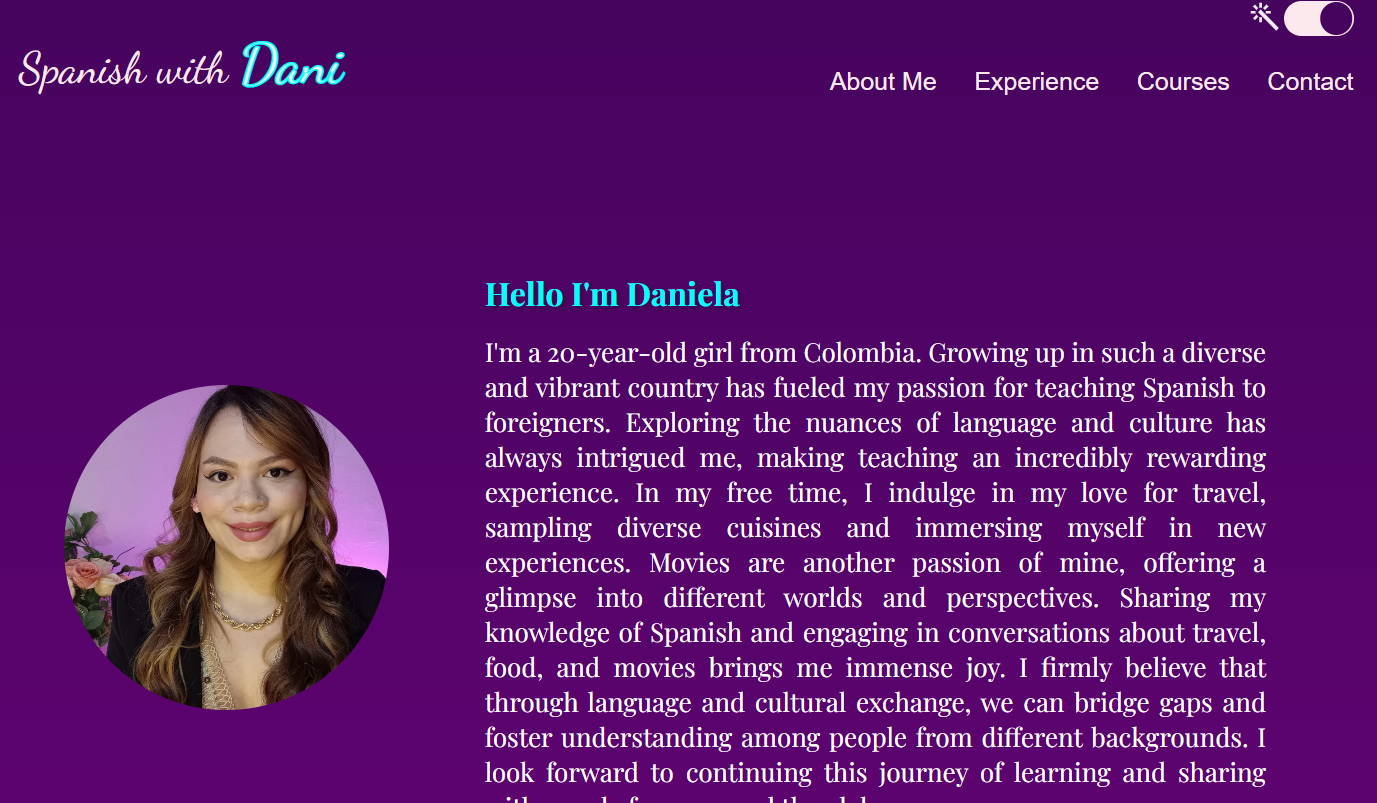 Spanish with Dani
About Me Experience Courses Contact
Hello I'm Daniela
I'm a 20-year-old girl from Colombia. Growing up in such a diverse
and vibrant country has fueled my passion for teaching Spanish to
foreigners. Exploring the nuances of language and culture has
always intrigued me, making teaching an incredibly rewarding
experience. In my free time, I indulge in my love for travel,
sampling diverse cuisines and immersing myself in new
experiences. Movies are another passion of mine, offering a
glimpse into different worlds and perspectives. Sharing my
knowledge of Spanish and engaging in conversations about travel,
food, and movies brings me immense joy. I firmly believe that
through language and cultural exchange, we can bridge gaps and
foster understanding among people from different backgrounds. I
look forward to continuing this journey of learning and sharing